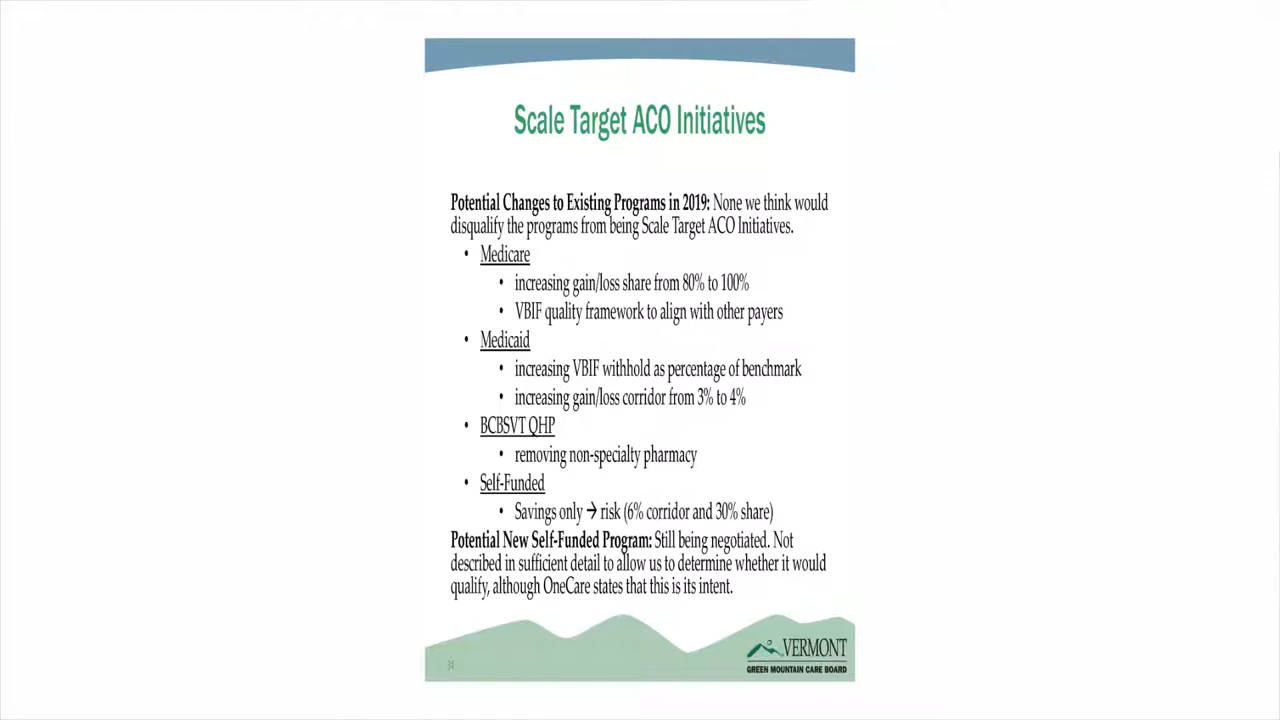 Scale Target ACO Initiatives
Potential Changes to Existing Programs in 2019: None we think would
disqualify the programs from being Scale Target ACO Initiatives.
• Medicare
• increasing gain/loss share from 80% to 100%
• VBIF quality framework to align with other payers
• Medicaid
• increasing VBIF withhold as percentage of benchmark
• increasing gain/loss corridor from 3% to 4%
• BCBSVT QHP
• removing non-specialty pharmacy
• Self-Funded
• Savings only → risk (6% corridor and 30% share)
Potential New Self-Funded Program: Still being negotiated. Not
described in sufficient detail to allow us to determine whether it would
qualify, although OneCare states that this is its intent.
34
VERMONT
GREEN MOUNTAIN CARE BOARD